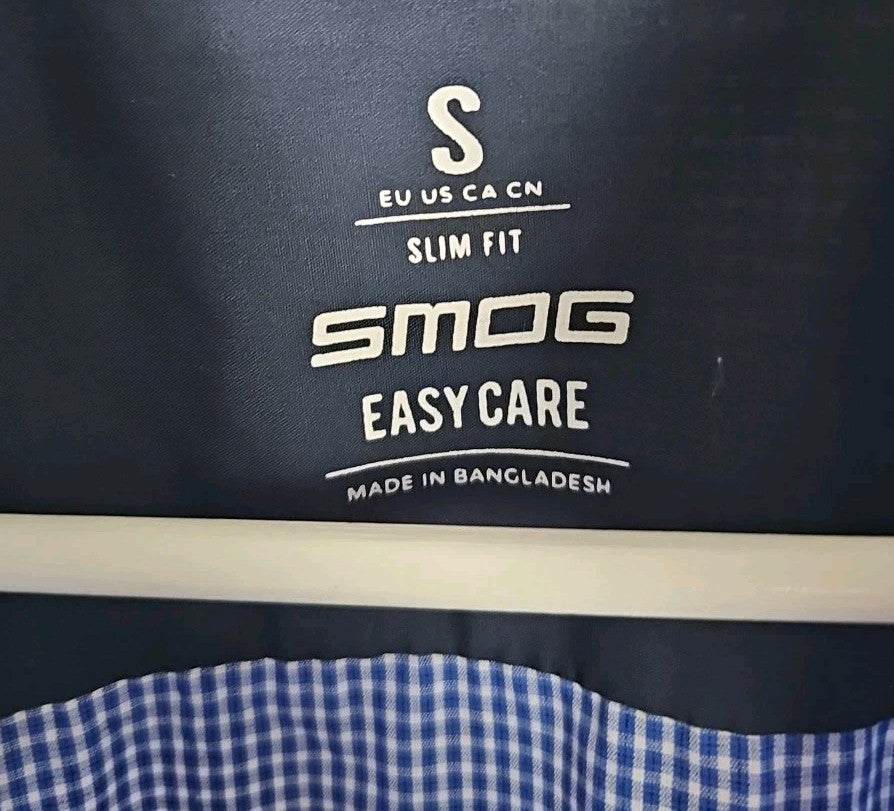 S
EU US CA CN
SLIM FIT
SMOG
EASY CARE
MADE IN BANGLADESH